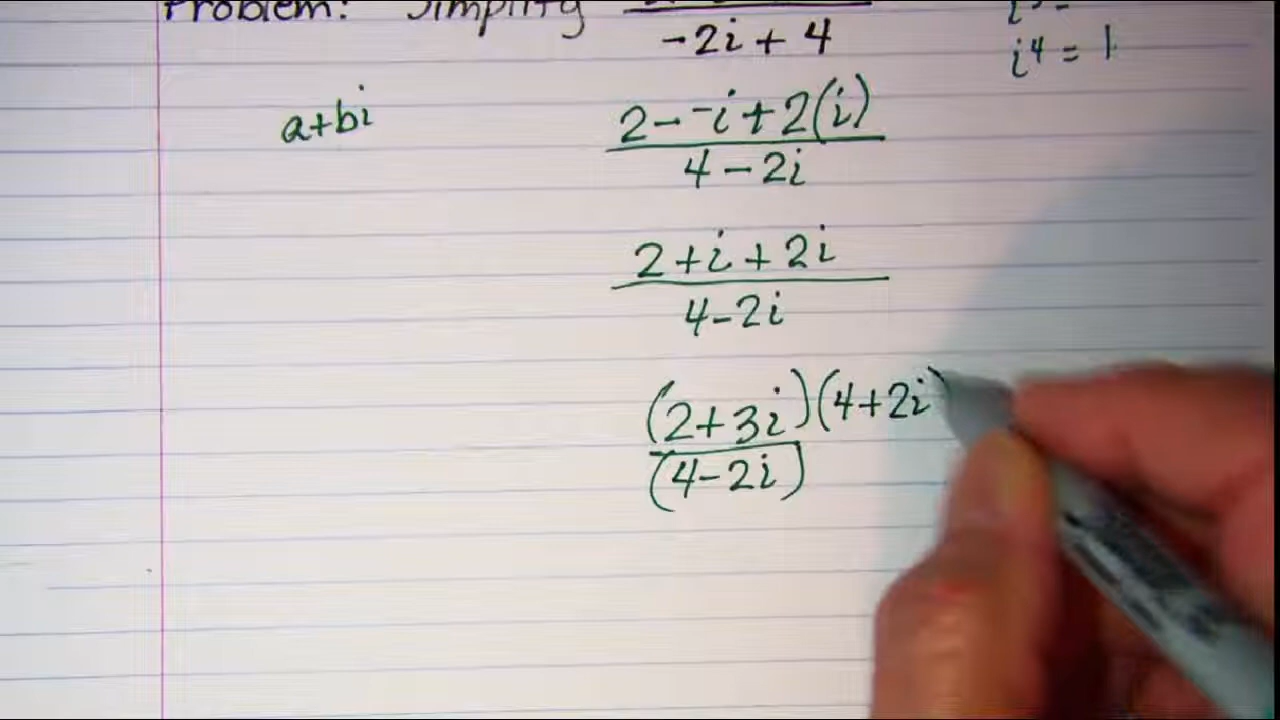 Problem: Simplify
-2i + 4
i⁴ = 1
a+bi
2 - -i + 2(i)
4 - 2i
2 + i + 2i
4 - 2i
(2+3i)(4+2i)
(4-2i)